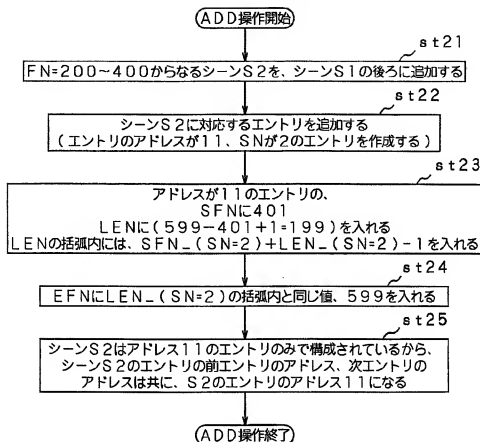 ADD操作開始
st21
FN=200~400からなるシーンS2を、シーンS1の後ろに追加する
st22
シーンS2に対応するエントリを追加する
(エントリのアドレスが11、SNが2のエントリを作成する)
st23
アドレスが11のエントリの、
SFNに401
LENに(599-401+1=199)を入れる
LENの括弧内には、SFN_(SN=2)+LEN_(SN=2)-1を入れる
st24
EFNにLEN_(SN=2)の括弧内と同じ値、599を入れる
st25
シーンS2はアドレス11のエントリのみで構成されているから、
シーンS2のエントリの前エントリのアドレス、次エントリの
アドレスは共に、S2のエントリのアドレス11になる
ADD操作終了